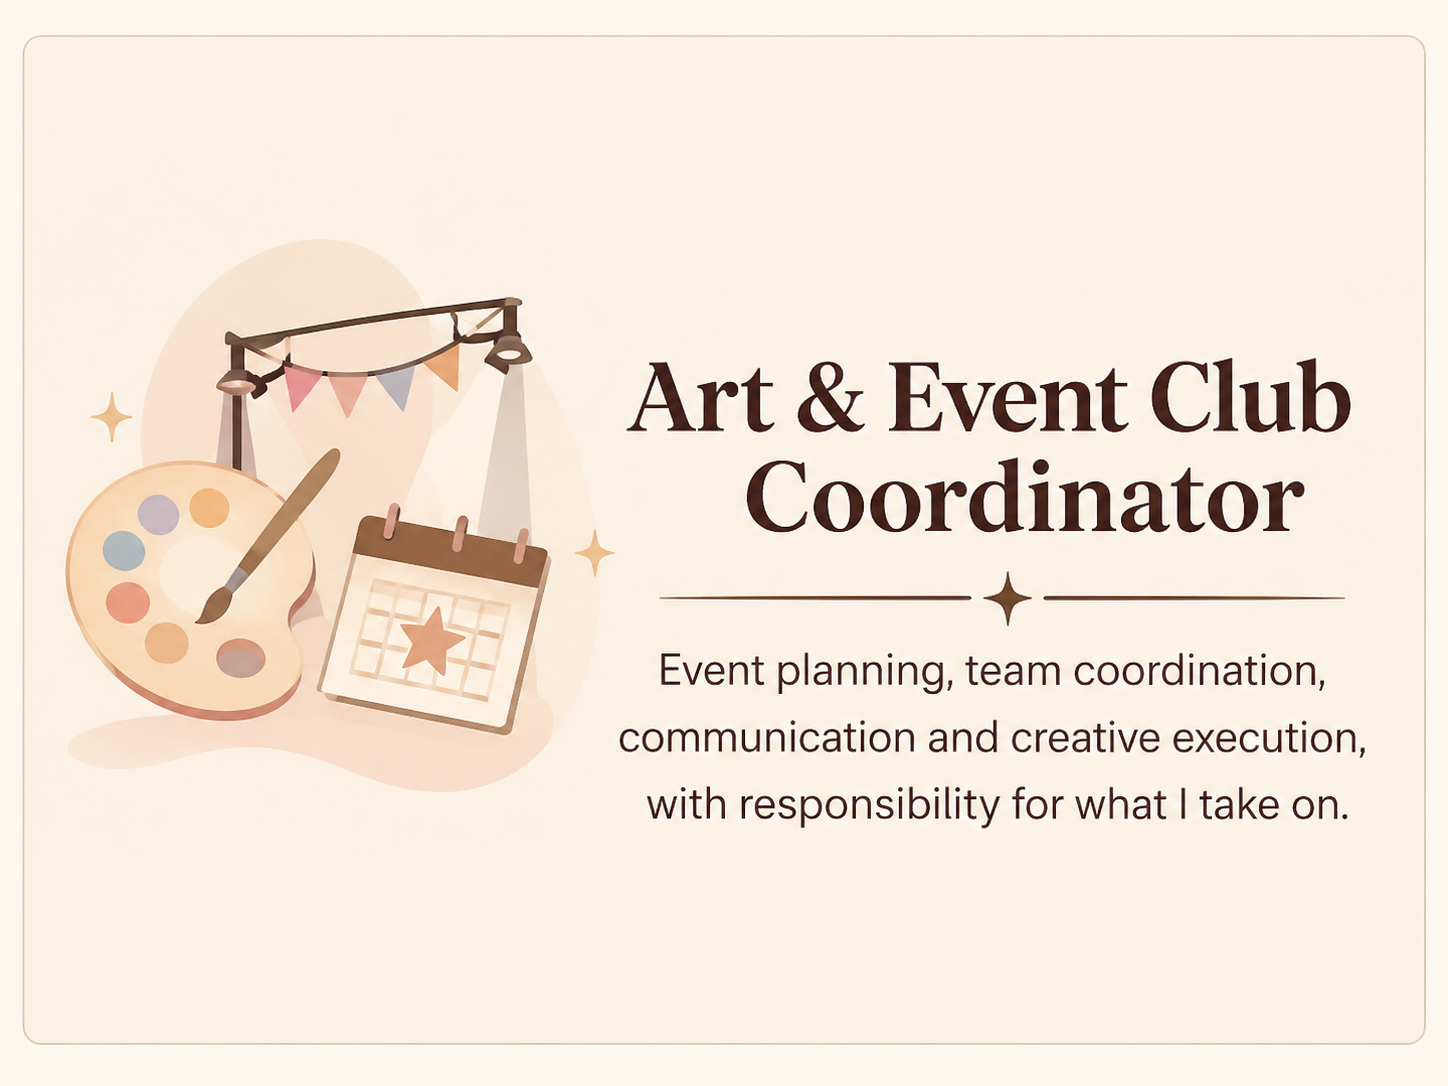 Art & Event Club
Coordinator
Event planning, team coordination,
communication and creative execution,
with responsibility for what I take on.